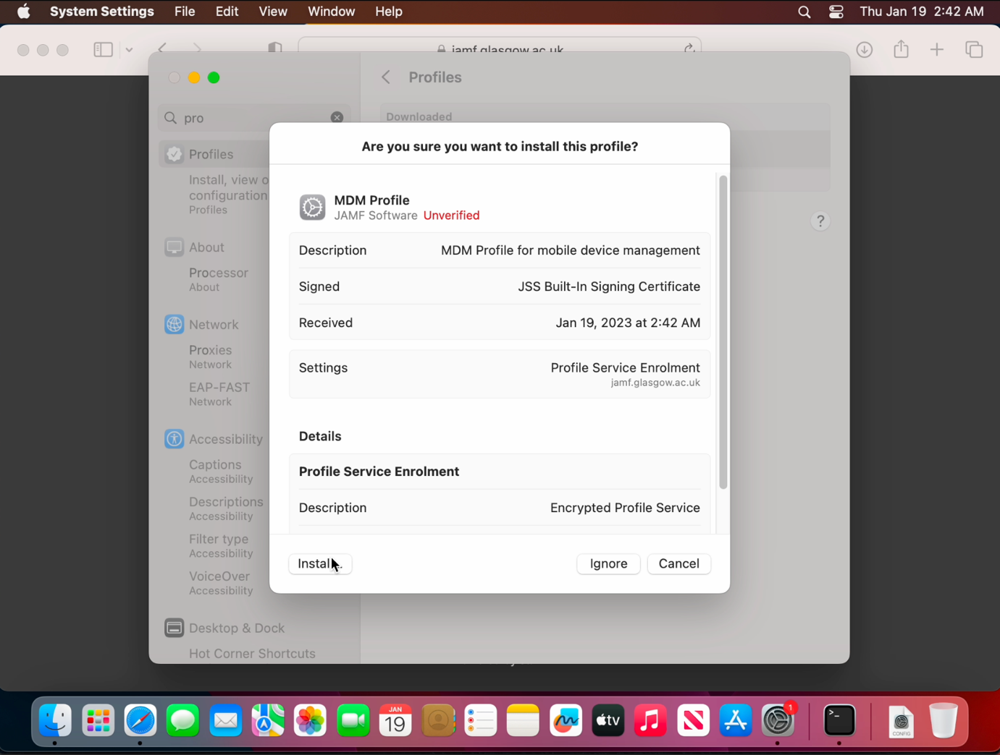 System Settings File Edit View Window Help Thu Jan 19 2:42 AM
jamf.glasgow.ac.uk
Profiles
Downloaded
pro
Profiles
Install, view o
configuration
Profiles
About
Processor
About
Network
Proxies
Network
EAP-FAST
Network
Accessibility
Captions
Accessibility
Descriptions
Accessibility
Filter type
Accessibility
VoiceOver
Accessibility
Desktop & Dock
Hot Corner Shortcuts
?
Are you sure you want to install this profile?
MDM Profile
JAMF Software Unverified
Description MDM Profile for mobile device management
Signed JSS Built-In Signing Certificate
Received Jan 19, 2023 at 2:42 AM
Settings Profile Service Enrolment
jamf.glasgow.ac.uk
Details
Profile Service Enrolment
Description Encrypted Profile Service
Install... Ignore Cancel
JAN
19
tv
1
>_
CONFIG